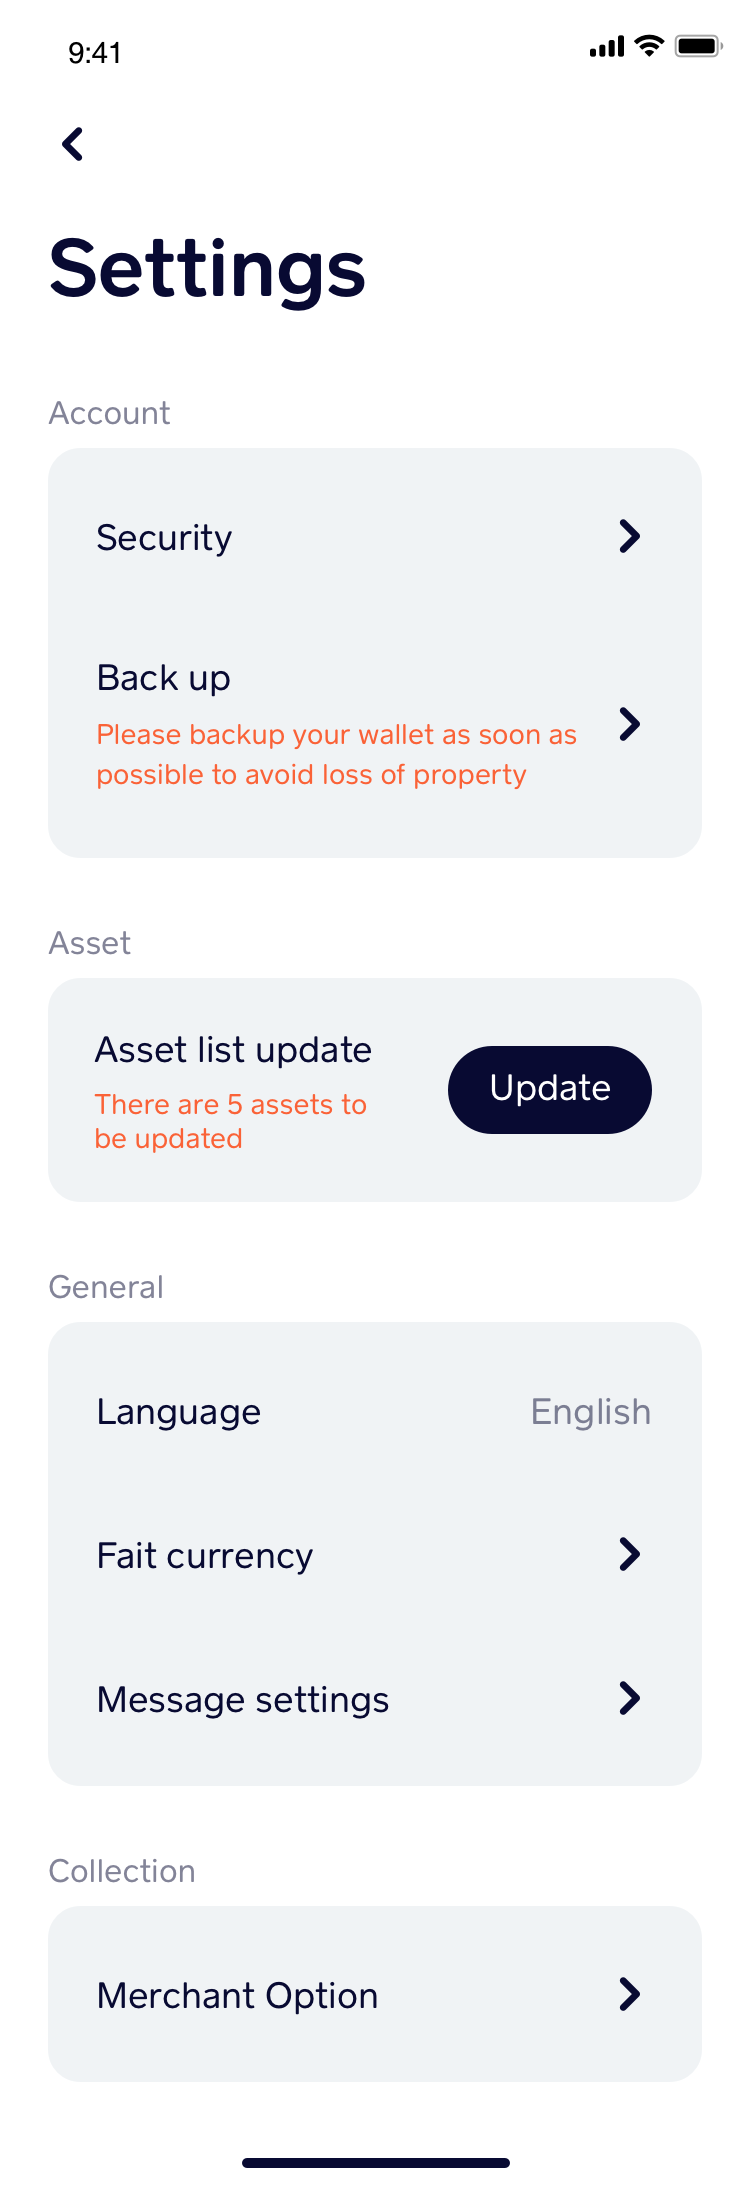 9:41
Settings
Account
Security
Back up
Please backup your wallet as soon as
possible to avoid loss of property
Asset
Asset list update
There are 5 assets to
be updated
Update
General
Language
English
Fait currency
Message settings
Collection
Merchant Option